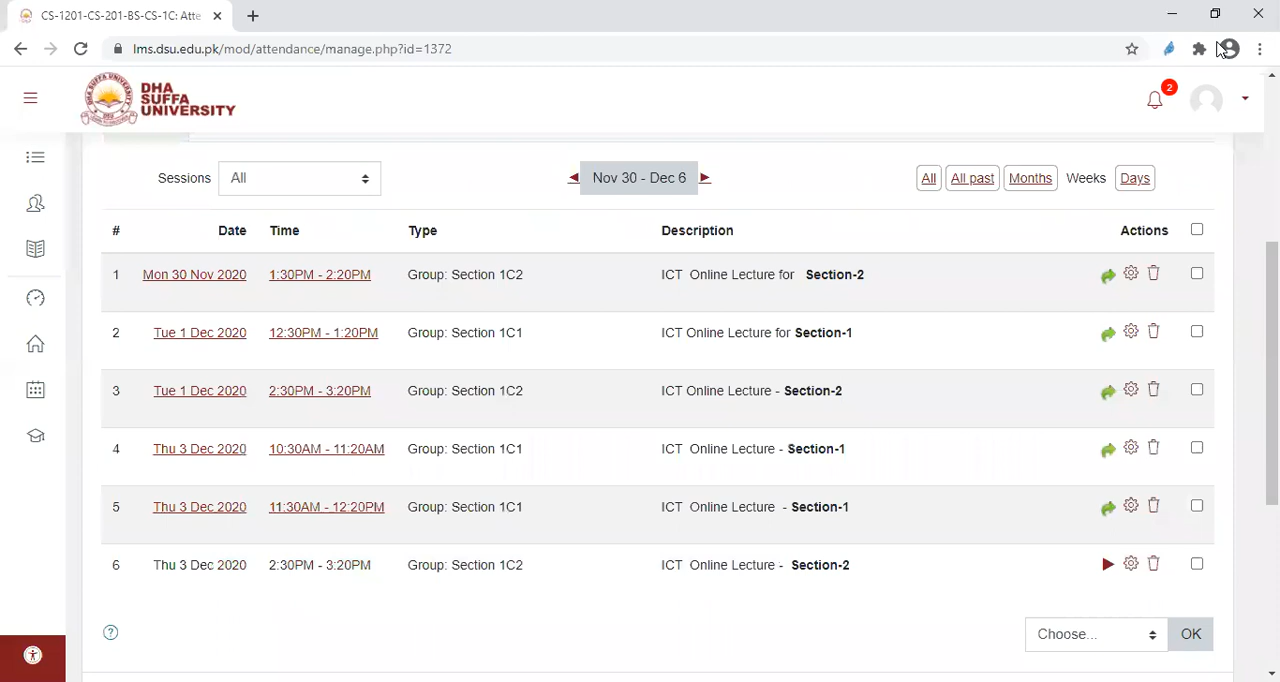 CS-1201-CS-201-BS-CS-1C: Atte
lms.dsu.edu.pk/mod/attendance/manage.php?id=1372
DHA
SUFFA
UNIVERSITY
2
Sessions All Nov 30 - Dec 6 All All past Months Weeks Days
# Date Time Type Description Actions
1 Mon 30 Nov 2020 1:30PM - 2:20PM Group: Section 1C2 ICT Online Lecture for Section-2
2 Tue 1 Dec 2020 12:30PM - 1:20PM Group: Section 1C1 ICT Online Lecture for Section-1
3 Tue 1 Dec 2020 2:30PM - 3:20PM Group: Section 1C2 ICT Online Lecture - Section-2
4 Thu 3 Dec 2020 10:30AM - 11:20AM Group: Section 1C1 ICT Online Lecture - Section-1
5 Thu 3 Dec 2020 11:30AM - 12:20PM Group: Section 1C1 ICT Online Lecture - Section-1
6 Thu 3 Dec 2020 2:30PM - 3:20PM Group: Section 1C2 ICT Online Lecture - Section-2
? Choose... OK